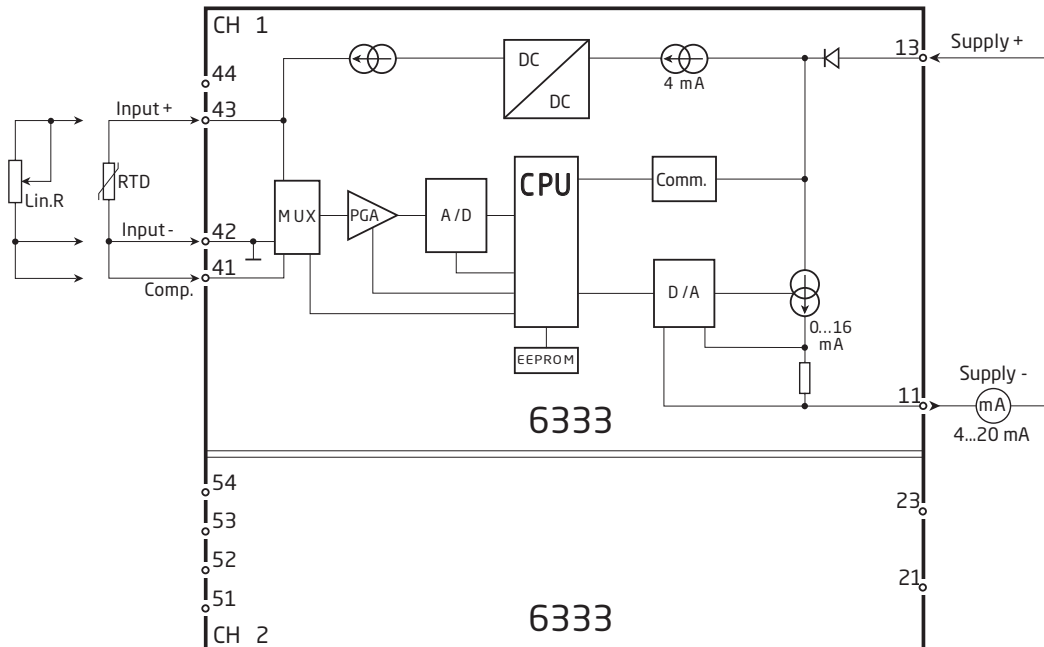 CH 1
44
43
42
41
Input+
Input-
Comp.
Lin.R
RTD
DC
DC
4 mA
13
Supply +
MUX
PGA
A/D
CPU
Comm.
D/A
EEPROM
0...16
mA
11
Supply -
mA
4...20 mA
6333
54
53
52
51
23
21
6333
CH 2